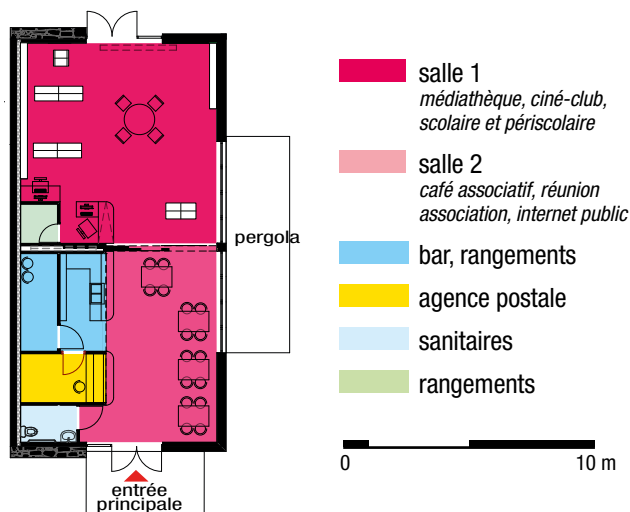 salle 1
médiathèque, ciné-club,
scolaire et périscolaire
salle 2
café associatif, réunion
association, internet public
bar, rangements
agence postale
sanitaires
rangements
0 10 m
pergola
entrée
principale